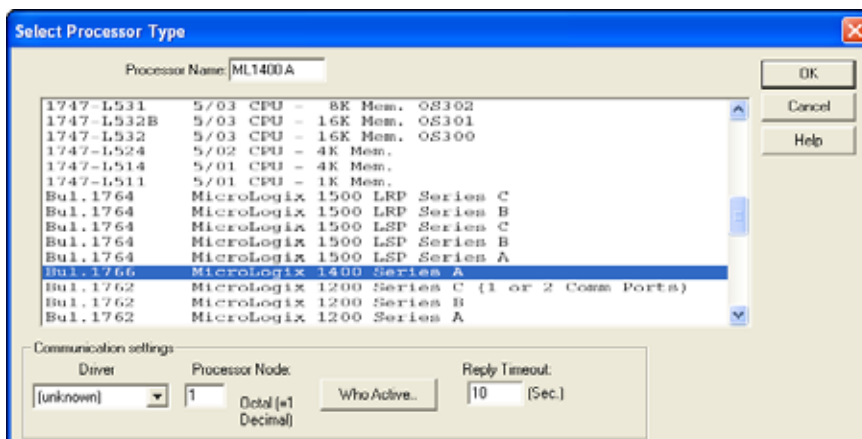 Select Processor Type
Processor Name: ML1400 A
OK
Cancel
Help
1747-L531 5/03 CPU - 8K Mem. OS302
1747-L532B 5/03 CPU - 16K Mem. OS301
1747-L532 5/03 CPU - 16K Mem. OS300
1747-L524 5/02 CPU - 4K Mem.
1747-L514 5/01 CPU - 4K Mem.
1747-L511 5/01 CPU - 1K Mem.
Bul.1764 MicroLogix 1500 LRP Series C
Bul.1764 MicroLogix 1500 LRP Series B
Bul.1764 MicroLogix 1500 LSP Series C
Bul.1764 MicroLogix 1500 LSP Series B
Bul.1764 MicroLogix 1500 LSP Series A
Bul.1766 MicroLogix 1400 Series A
Bul.1762 MicroLogix 1200 Series C (1 or 2 Comm Ports)
Bul.1762 MicroLogix 1200 Series B
Bul.1762 MicroLogix 1200 Series A
Communication settings
Driver
(unknown)
Processor Node:
1
Octal (=1
Decimal)
Who Active..
Reply Timeout:
10 (Sec.)